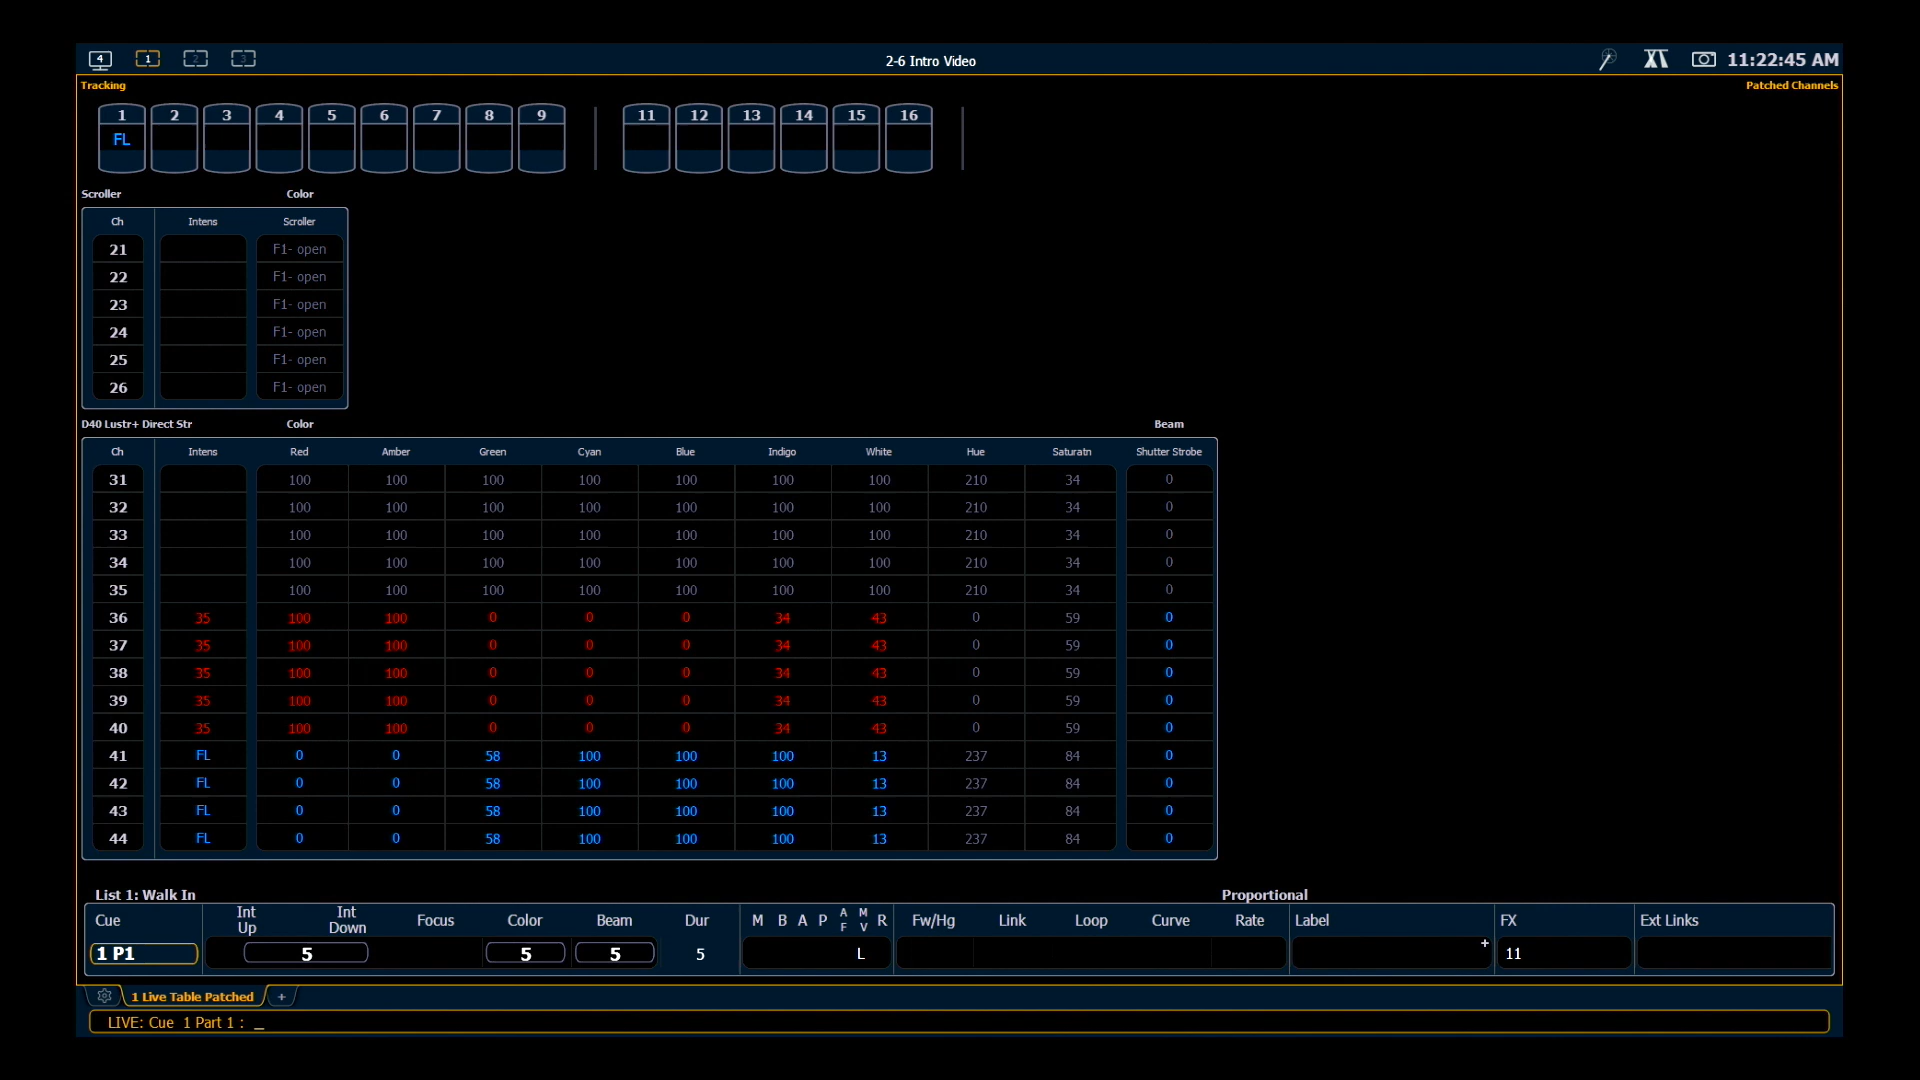 4 1 2 3 2-6 Intro Video 11:22:45 AM
Tracking Patched Channels
1 2 3 4 5 6 7 8 9 11 12 13 14 15 16
FL
Scroller Color
Ch Intens Scroller
21 F1- open
22 F1- open
23 F1- open
24 F1- open
25 F1- open
26 F1- open
D40 Lustr+ Direct Str Color Beam
Ch Intens Red Amber Green Cyan Blue Indigo White Hue Saturatn Shutter Strobe
31 100 100 100 100 100 100 100 210 34 0
32 100 100 100 100 100 100 100 210 34 0
33 100 100 100 100 100 100 100 210 34 0
34 100 100 100 100 100 100 100 210 34 0
35 100 100 100 100 100 100 100 210 34 0
36 35 100 100 0 0 0 34 43 0 59 0
37 35 100 100 0 0 0 34 43 0 59 0
38 35 100 100 0 0 0 34 43 0 59 0
39 35 100 100 0 0 0 34 43 0 59 0
40 35 100 100 0 0 0 34 43 0 59 0
41 FL 0 0 58 100 100 100 13 237 84 0
42 FL 0 0 58 100 100 100 13 237 84 0
43 FL 0 0 58 100 100 100 13 237 84 0
44 FL 0 0 58 100 100 100 13 237 84 0
List 1: Walk In Proportional
Cue Int Up Int Down Focus Color Beam Dur M B A P AF MV R Fw/Hg Link Loop Curve Rate Label FX Ext Links
1 P1 5 5 5 5 L + 11
1 Live Table Patched +
LIVE: Cue 1 Part 1 : _